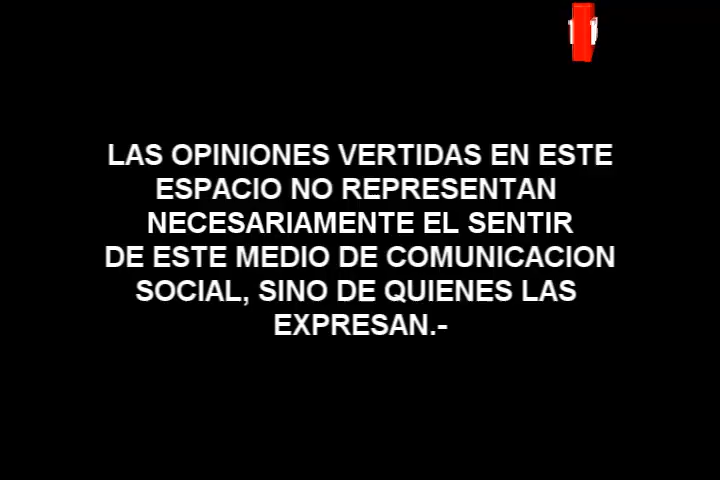 LAS OPINIONES VERTIDAS EN ESTE
ESPACIO NO REPRESENTAN
NECESARIAMENTE EL SENTIR
DE ESTE MEDIO DE COMUNICACION
SOCIAL, SINO DE QUIENES LAS
EXPRESAN.-